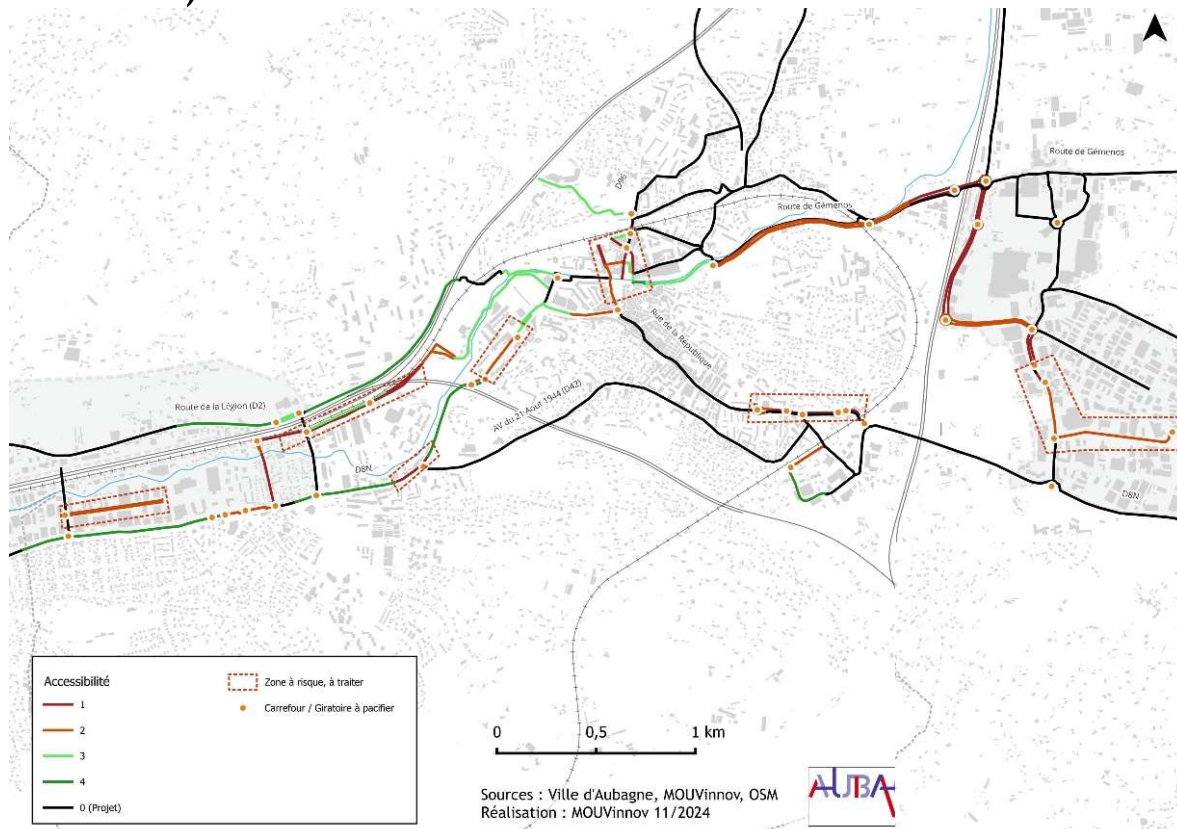 Route de Gémenos
D96
Route de Gémenos
Rue de la République
Route de la Légion (D2)
AV du 21 Aout 1944 (D42)
D8N
D8N
Accessibilité
1
2
3
4
0 (Projet)
Zone à risque, à traiter
Carrefour / Giratoire à pacifier
0 0,5 1 km
Sources : Ville d'Aubagne, MOUVinnov, OSM
Réalisation : MOUVinnov 11/2024